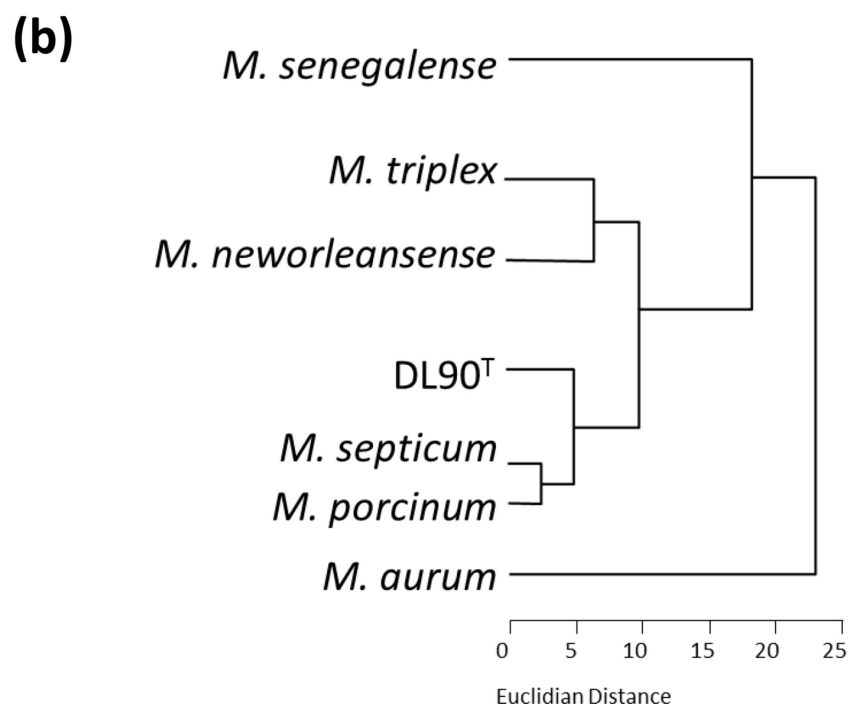 (b)
M. senegalense
M. triplex
M. neworleansense
DL90ᵀ
M. septicum
M. porcinum
M. aurum
0 5 10 15 20 25
Euclidian Distance